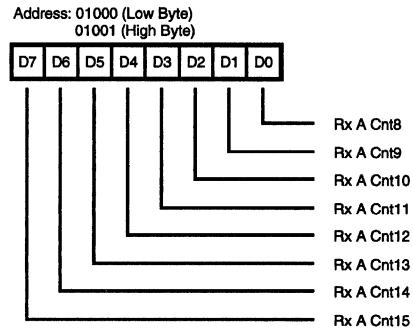 Address: 01000 (Low Byte)
01001 (High Byte)
D7 D6 D5 D4 D3 D2 D1 D0
Rx A Cnt8
Rx A Cnt9
Rx A Cnt10
Rx A Cnt11
Rx A Cnt12
Rx A Cnt13
Rx A Cnt14
Rx A Cnt15